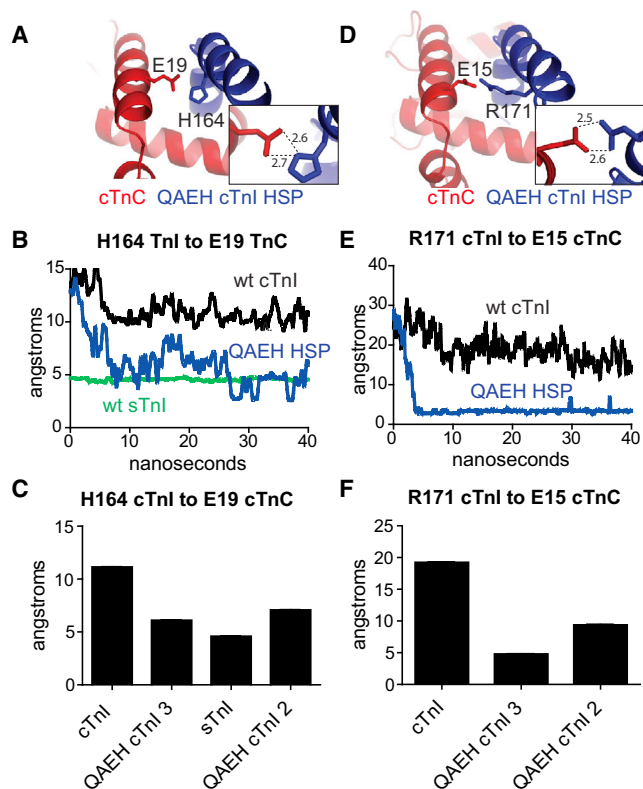 A
E19
H164
2.6
2.7
cTnC QAEH cTnI HSP
D
E15
R171
2.5
2.6
cTnC QAEH cTnI HSP
B
H164 TnI to E19 TnC
angstroms
15
10
5
0
wt cTnI
QAEH HSP
wt sTnI
0 10 20 30 40
nanoseconds
E
R171 cTnI to E15 cTnC
angstroms
40
30
20
10
0
wt cTnI
QAEH HSP
0 10 20 30 40
nanoseconds
C
H164 cTnI to E19 cTnC
angstroms
15
10
5
0
cTnI
QAEH cTnI 3
sTnI
QAEH cTnI 2
F
R171 cTnI to E15 cTnC
angstroms
25
20
15
10
5
0
cTnI
QAEH cTnI 3
QAEH cTnI 2